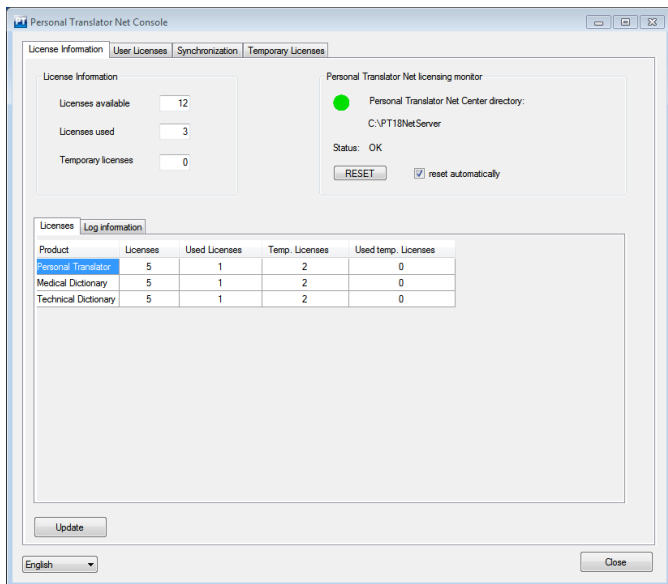 PT Personal Translator Net Console
License Information User Licenses Synchronization Temporary Licenses
License Information
Licenses available 12
Licenses used 3
Temporary licenses 0
Personal Translator Net licensing monitor
Personal Translator Net Center directory:
C:\PT18NetServer
Status: OK
RESET reset automatically
Licenses Log information
Product Licenses Used Licenses Temp. Licenses Used temp. Licenses
Personal Translator 5 1 2 0
Medical Dictionary 5 1 2 0
Technical Dictionary 5 1 2 0
Update
English Close